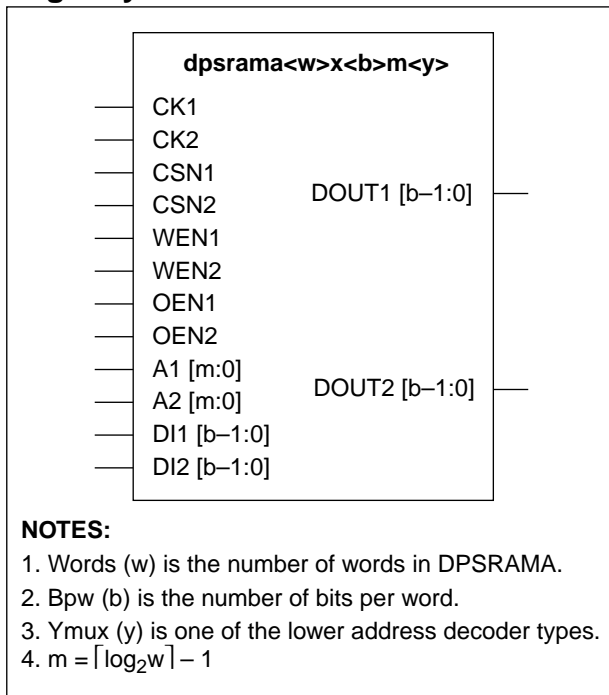 dpsrama<w>x<b>m<y>
CK1
CK2
CSN1
CSN2
WEN1
WEN2
OEN1
OEN2
A1 [m:0]
A2 [m:0]
DI1 [b–1:0]
DI2 [b–1:0]
DOUT1 [b–1:0]
DOUT2 [b–1:0]
NOTES:
1. Words (w) is the number of words in DPSRAMA.
2. Bpw (b) is the number of bits per word.
3. Ymux (y) is one of the lower address decoder types.
4. m = ⌈log₂w⌉ – 1